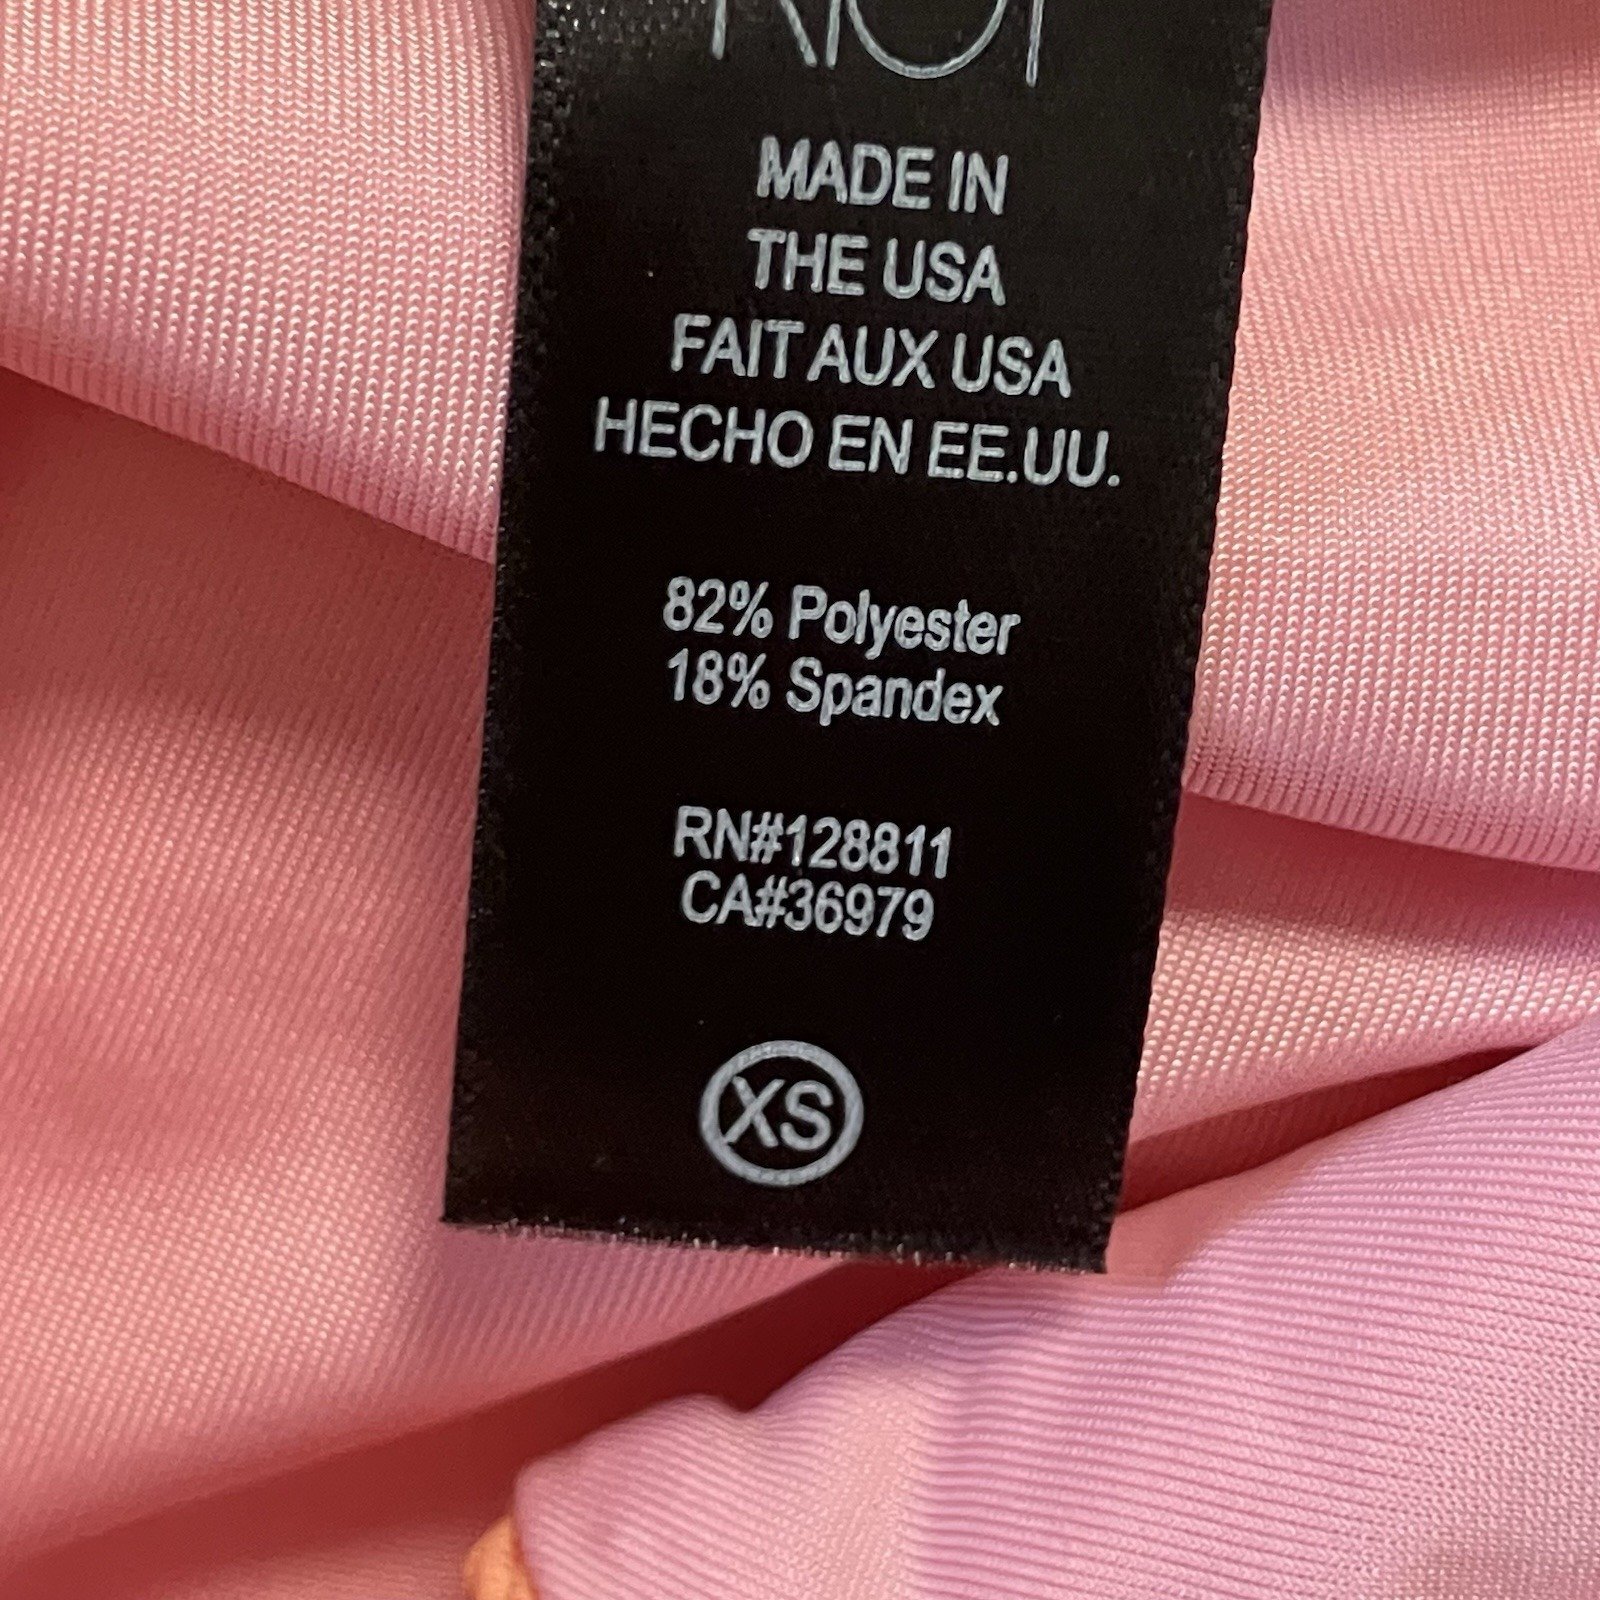 RIOT
MADE IN
THE USA
FAIT AUX USA
HECHO EN EE.UU.
82% Polyester
18% Spandex
RN#128811
CA#36979
XS